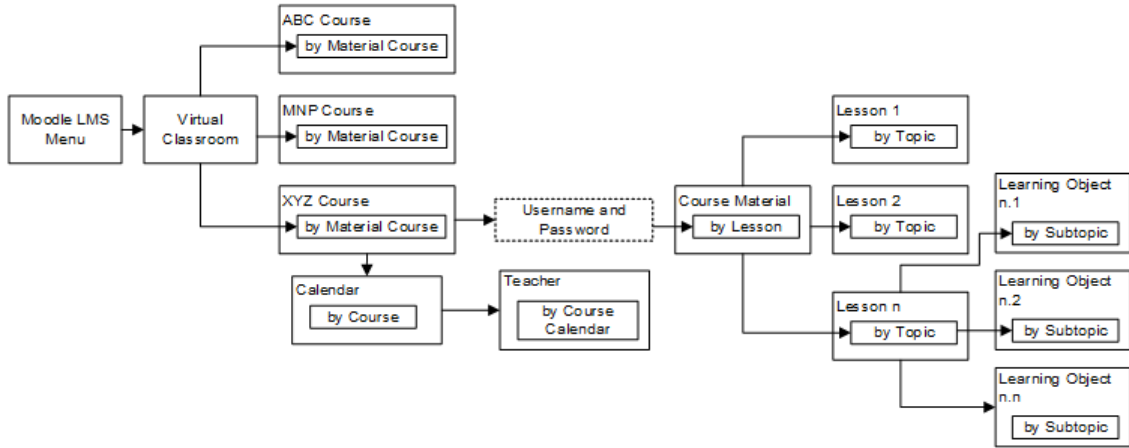 Moodle LMS
Menu
Virtual
Classroom
ABC Course
by Material Course
MNP Course
by Material Course
XYZ Course
by Material Course
Calendar
by Course
Teacher
by Course
Calendar
Username and
Password
Course Material
by Lesson
Lesson 1
by Topic
Lesson 2
by Topic
Lesson n
by Topic
Learning Object
n.1
by Subtopic
Learning Object
n.2
by Subtopic
Learning Object
n.n
by Subtopic